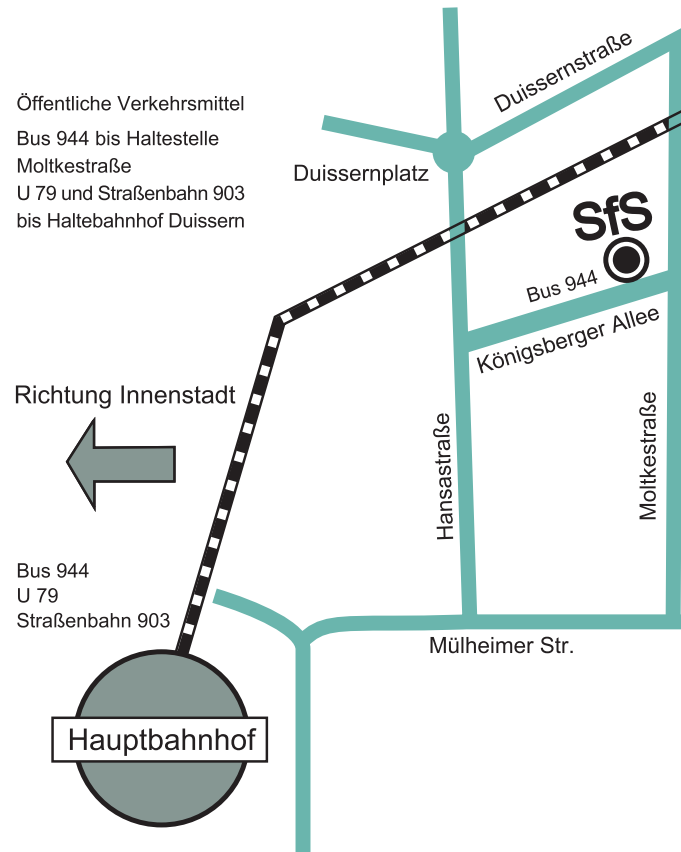 Öffentliche Verkehrsmittel
Bus 944 bis Haltestelle
Moltkestraße
U 79 und Straßenbahn 903
bis Haltebahnhof Duissern
Duissernstraße
Duissernplatz
SfS
Bus 944
Königsberger Allee
Richtung Innenstadt
Hansastraße
Moltkestraße
Bus 944
U 79
Straßenbahn 903
Mülheimer Str.
Hauptbahnhof